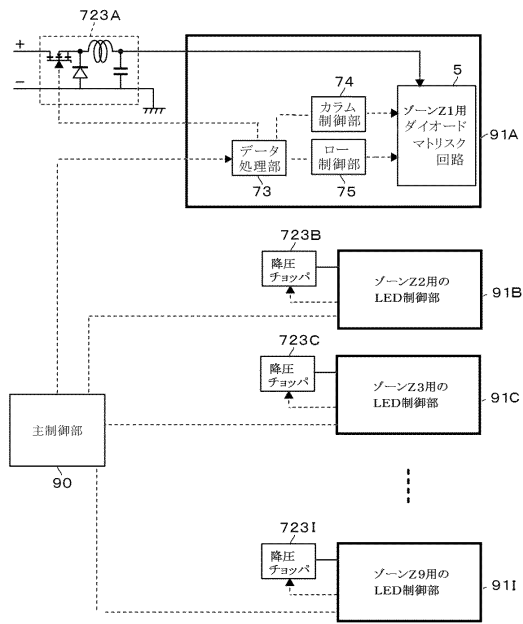 723A
+
−
5
ゾーンZ1用
ダイオード
マトリスク
回路
91A
74
カラム
制御部
データ
処理部
73
ロー
制御部
75
723B
降圧
チョッパ
ゾーンZ2用の
LED制御部
91B
723C
降圧
チョッパ
ゾーンZ3用の
LED制御部
91C
主制御部
90
723I
降圧
チョッパ
ゾーンZ9用の
LED制御部
91I